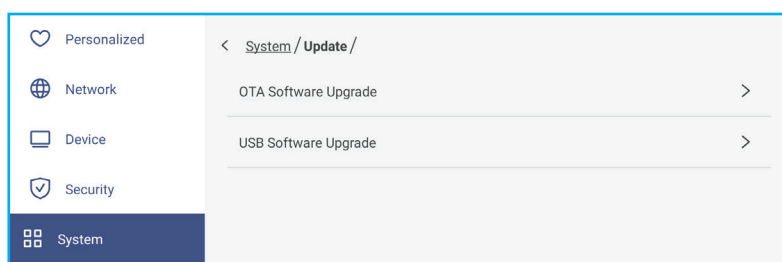 Personalized
Network
Device
Security
System
< System / Update /
OTA Software Upgrade >
USB Software Upgrade >